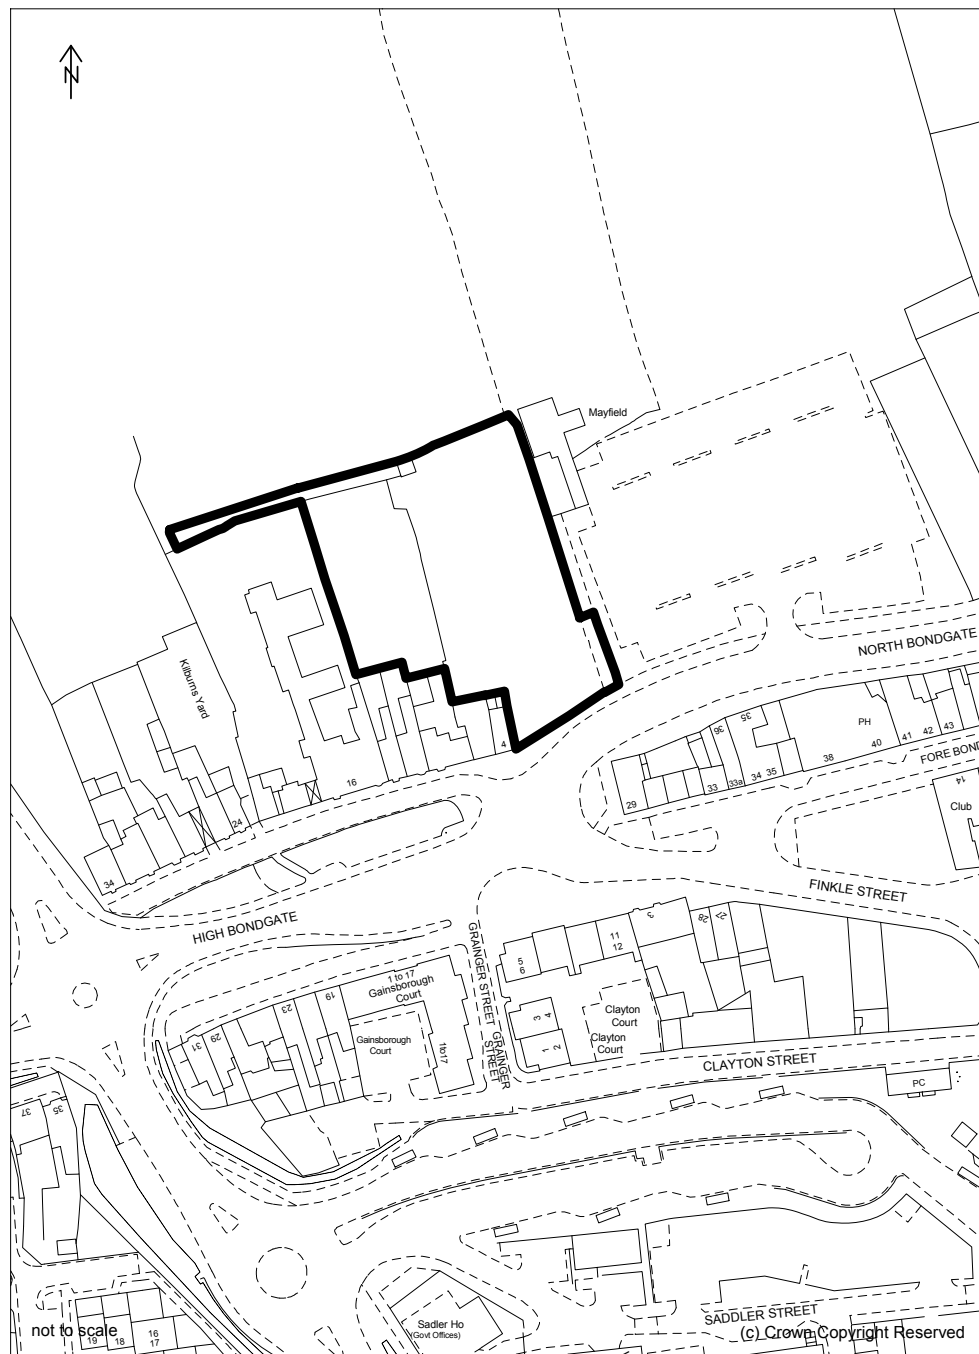 N
Mayfield
NORTH BONDGATE
Kilburns Yard
PH
35
36
43
42
41
40
38
35
34
33a
33
29
4
16
24
34
FORE BOND
14
Club
FINKLE STREET
HIGH BONDGATE
GRAINGER STREET
GRAINGER STREET
3
28
27
11
12
5
6
1 to 17
Gainsborough
Court
19
23
29
31
Gainsborough
Court
1to17
3
4
1
2
Clayton
Court
Clayton
Court
CLAYTON STREET
PC
37
35
SADDLER STREET
Sadler Ho
(Govt Offices)
19
18
16
17
not to scale
(c) Crown Copyright Reserved